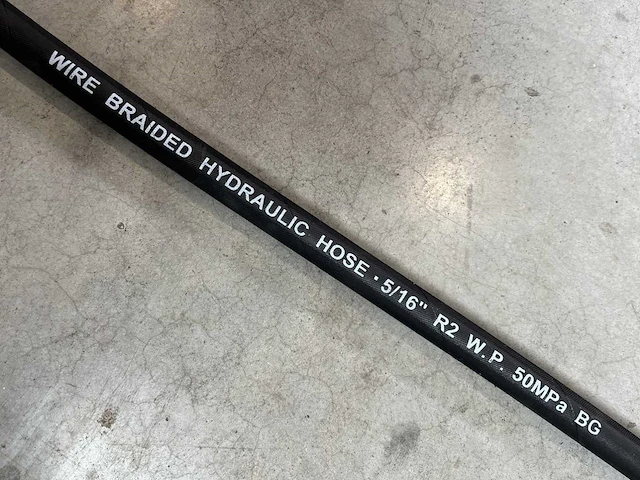 WIRE BRAIDED HYDRAULIC HOSE · 5/16" R2 W.P. 50MPa BG